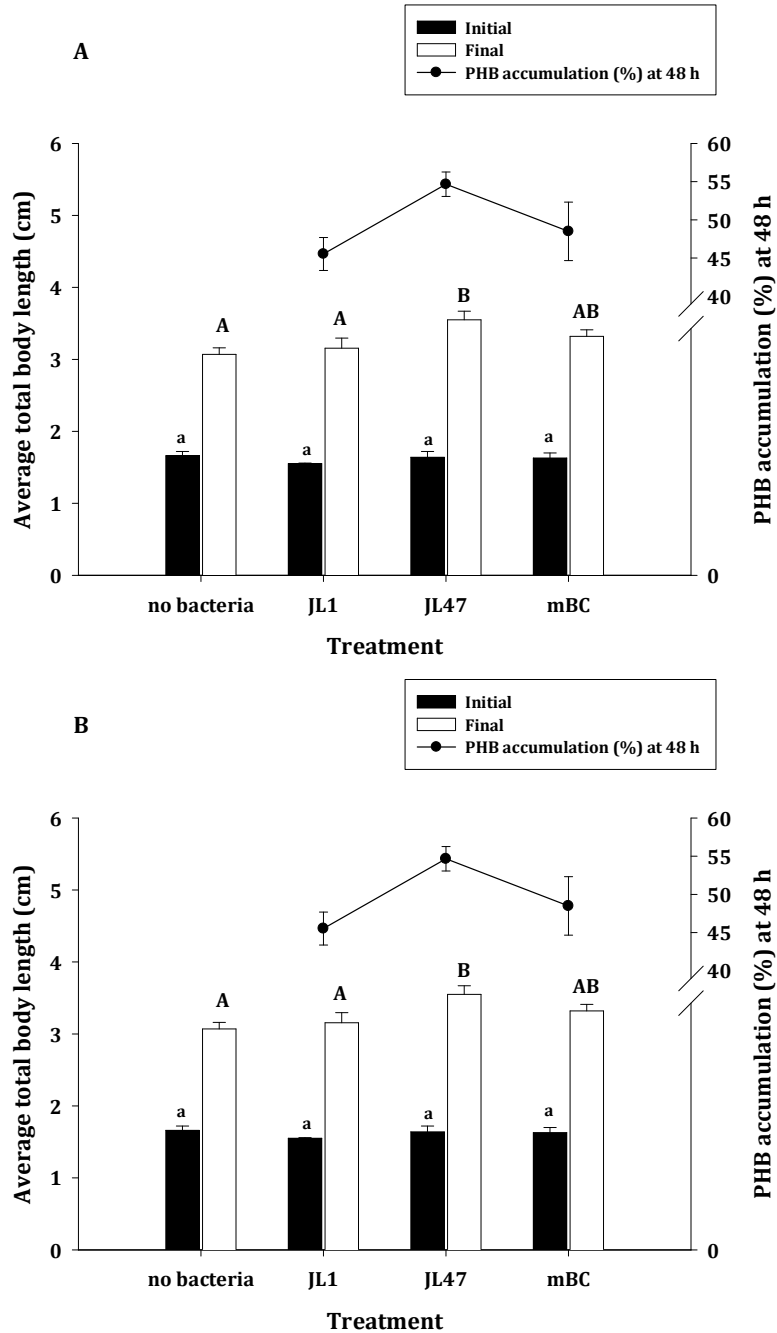 A
Initial
Final
PHB accumulation (%) at 48 h
Average total body length (cm)
6
5
4
3
2
1
0
A
A
B
AB
a
a
a
a
60
55
50
45
40
0
PHB accumulation (%) at 48 h
no bacteria JL1 JL47 mBC
Treatment
B
Initial
Final
PHB accumulation (%) at 48 h
Average total body length (cm)
6
5
4
3
2
1
0
A
A
B
AB
a
a
a
a
60
55
50
45
40
0
PHB accumulation (%) at 48 h
no bacteria JL1 JL47 mBC
Treatment